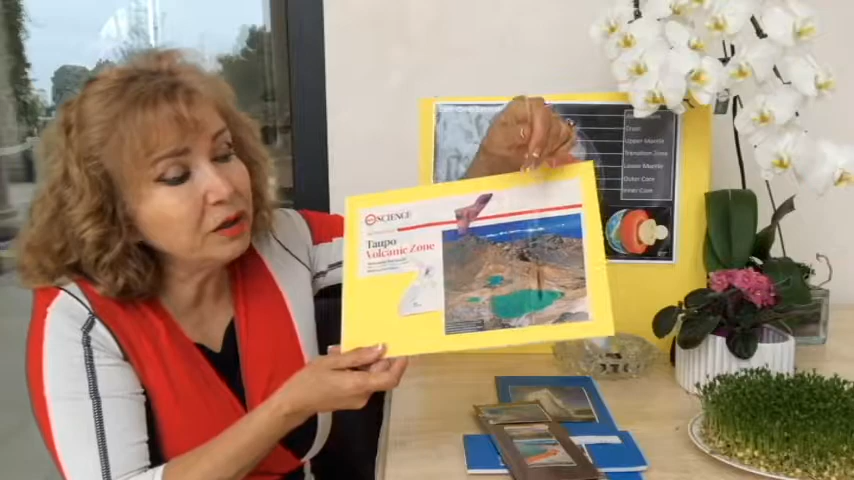 SCIENCE
Taupo
Volcanic Zone
Crust
Upper Mantle
Transition Zone
Lower Mantle
Outer Core
Inner Core